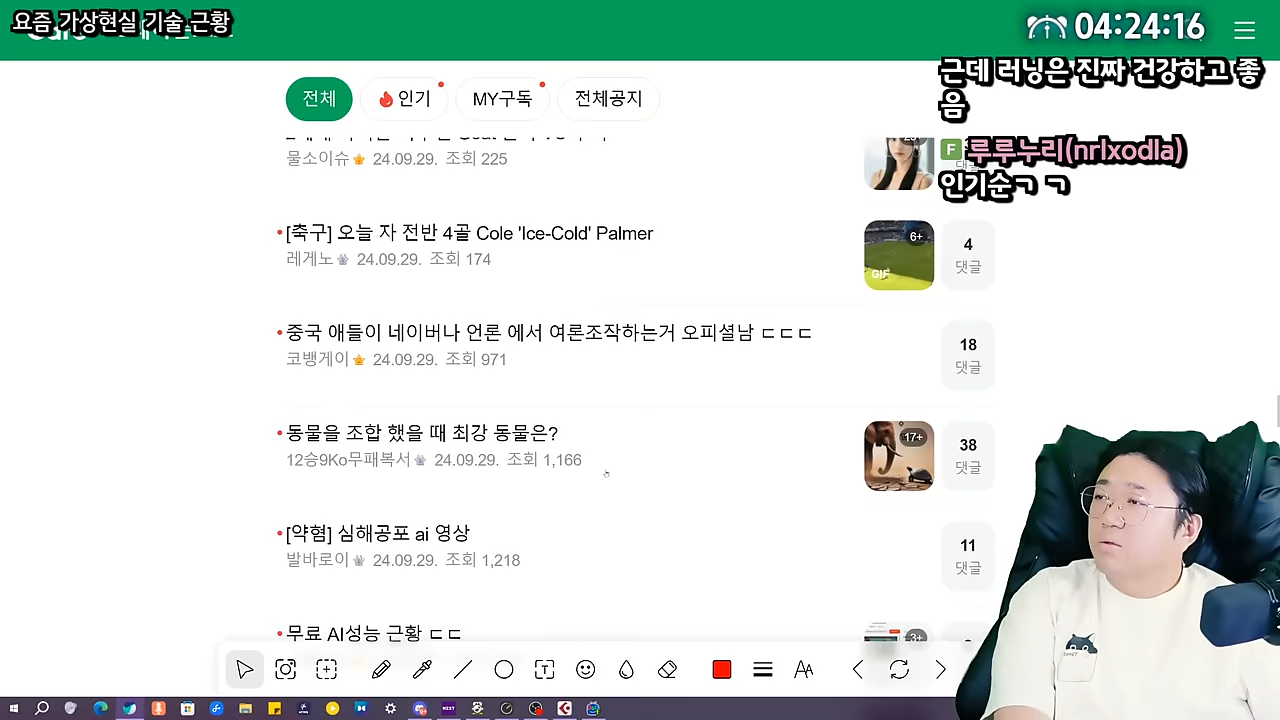 요즘 가상현실 기술 근황
04:24:16
근데 러닝은 진짜 건강하고 좋
음
F 루루누리(nrlxodla)
인기순ㄱ ㄱ
전체
인기
MY구독
전체공지
물소이슈 24.09.29. 조회 225
[축구] 오늘 자 전반 4골 Cole 'Ice-Cold' Palmer
레게노 24.09.29. 조회 174
6+
GIF
4
댓글
중국 애들이 네이버나 언론 에서 여론조작하는거 오피셜남 ㄷㄷㄷ
코뱅게이 24.09.29. 조회 971
18
댓글
동물을 조합 했을 때 최강 동물은?
12승9Ko무패복서 24.09.29. 조회 1,166
17+
38
댓글
[약혐] 심해공포 ai 영상
발바로이 24.09.29. 조회 1,218
11
댓글
무료 AI성능 근황 ㄷㄷ
3+